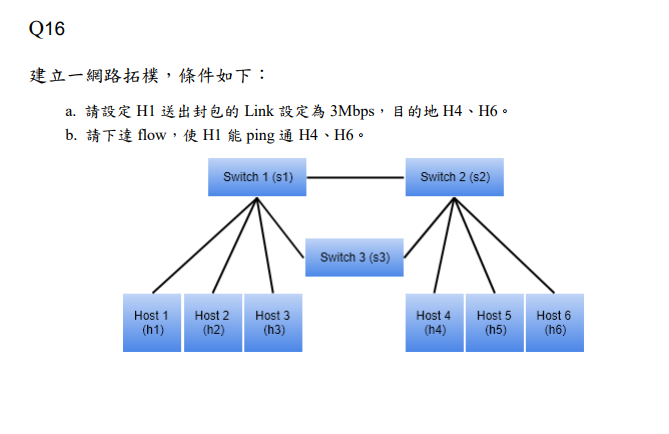 Q16
建立一網路拓樸，條件如下：
a. 請設定 H1 送出封包的 Link 設定為 3Mbps，目的地 H4、H6。
b. 請下達 flow，使 H1 能 ping 通 H4、H6。
Switch 1 (s1)
Switch 2 (s2)
Switch 3 (s3)
Host 1
(h1)
Host 2
(h2)
Host 3
(h3)
Host 4
(h4)
Host 5
(h5)
Host 6
(h6)